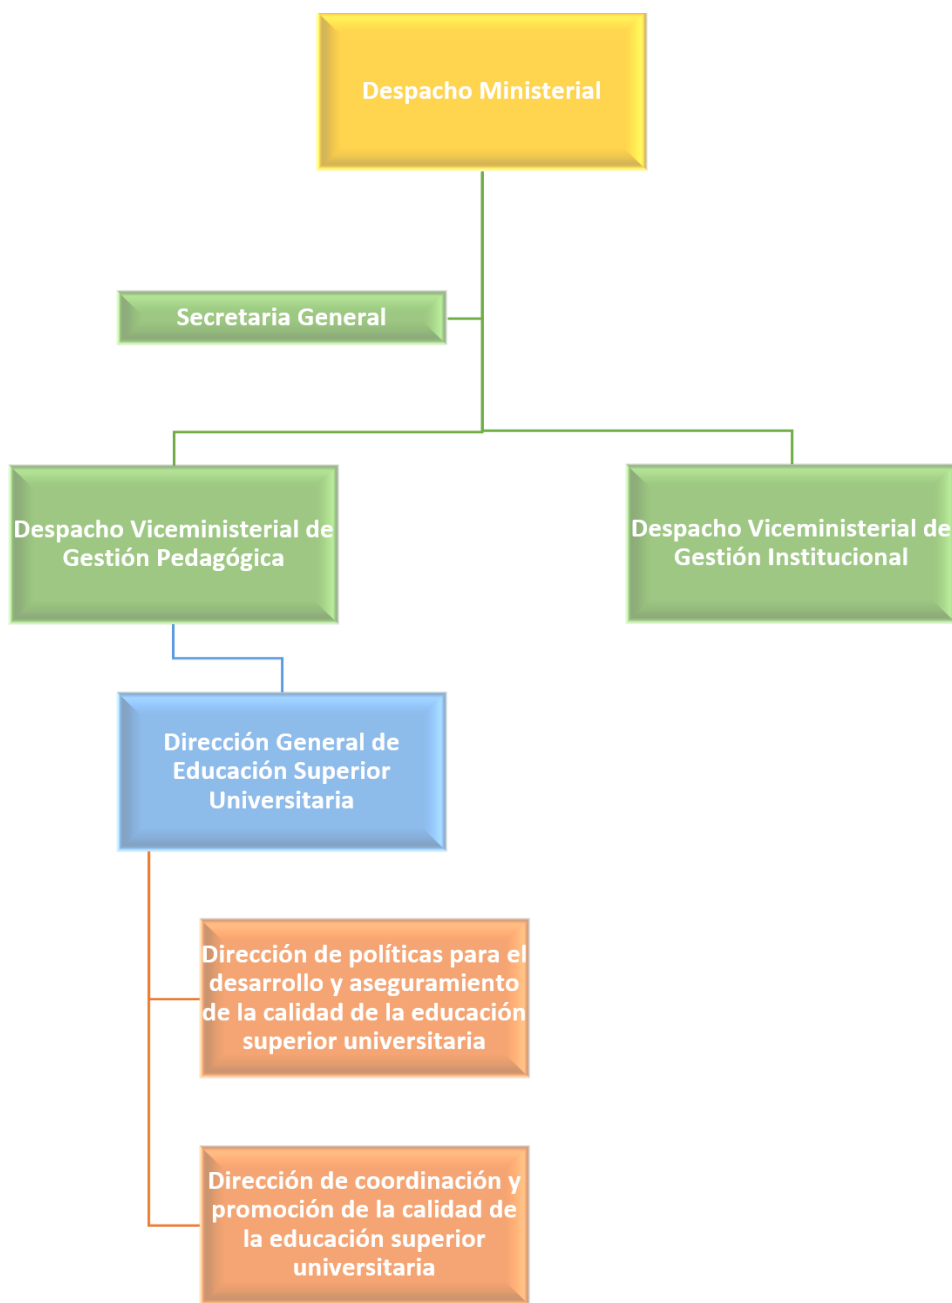 Despacho Ministerial
Secretaria General
Despacho Viceministerial de
Gestión Pedagógica
Despacho Viceministerial de
Gestión Institucional
Dirección General de
Educación Superior
Universitaria
Dirección de políticas para el
desarrollo y aseguramiento
de la calidad de la educación
superior universitaria
Dirección de coordinación y
promoción de la calidad de
la educación superior
universitaria